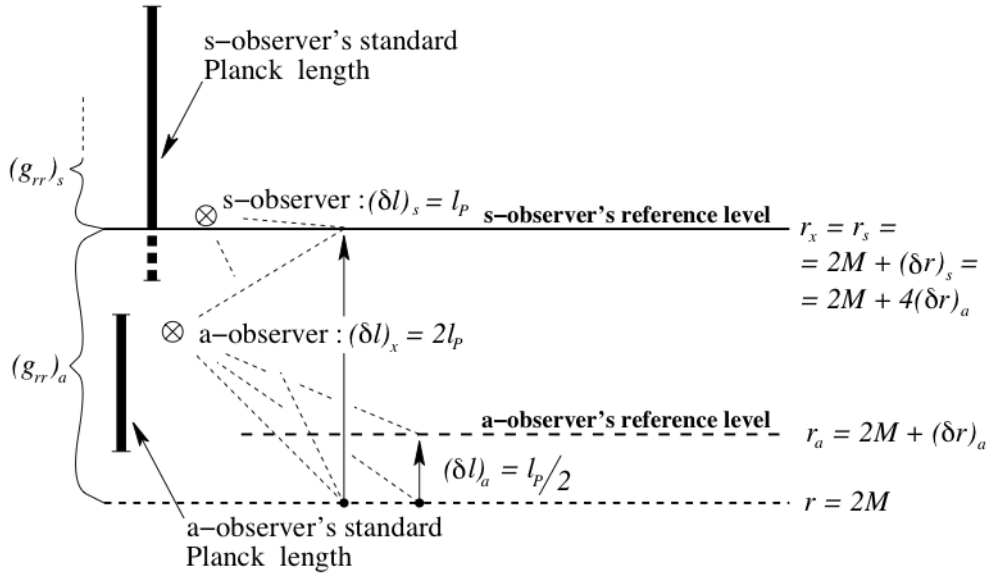 s−observer's standard
Planck length
(g_rr)_s
s−observer : (δl)_s = l_P
s−observer's reference level
r_x = r_s =
= 2M + (δr)_s =
= 2M + 4(δr)_a
a−observer : (δl)_x = 2l_P
(g_rr)_a
a−observer's reference level
r_a = 2M + (δr)_a
(δl)_a = l_P/2
r = 2M
a−observer's standard
Planck length